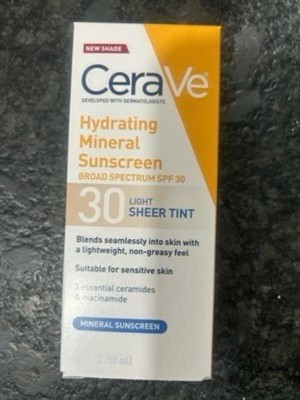 NEW SHADE
CeraVe
DEVELOPED WITH DERMATOLOGISTS
Hydrating
Mineral
Sunscreen
BROAD SPECTRUM SPF 30
30 LIGHT
SHEER TINT
Blends seamlessly into skin with
a lightweight, non-greasy feel
Suitable for sensitive skin
3 essential ceramides
& niacinamide
MINERAL SUNSCREEN